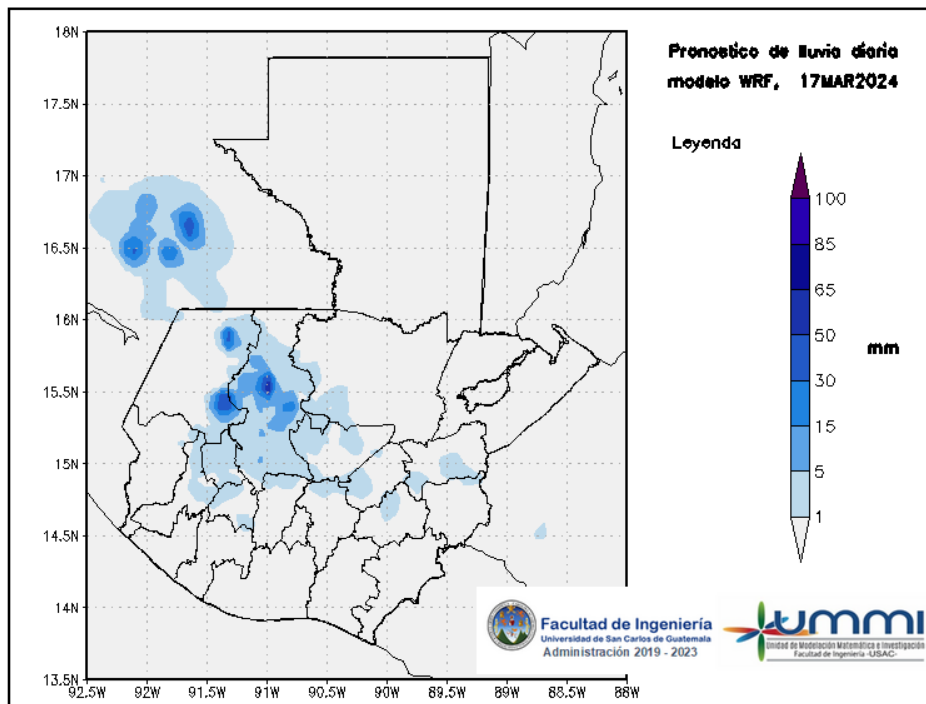 Pronostico de lluvia diaria
modelo WRF, 17MAR2024
Leyenda
100
85
65
50
30
15
5
1
mm
18N
17.5N
17N
16.5N
16N
15.5N
15N
14.5N
14N
13.5N
92.5W
92W
91.5W
91W
90.5W
90W
89.5W
89W
88.5W
88W
Facultad de Ingeniería
Universidad de San Carlos de Guatemala
Administración 2019 - 2023
ummi
Unidad de Modelación Matemática e Investigación
Facultad de Ingeniería -USAC-